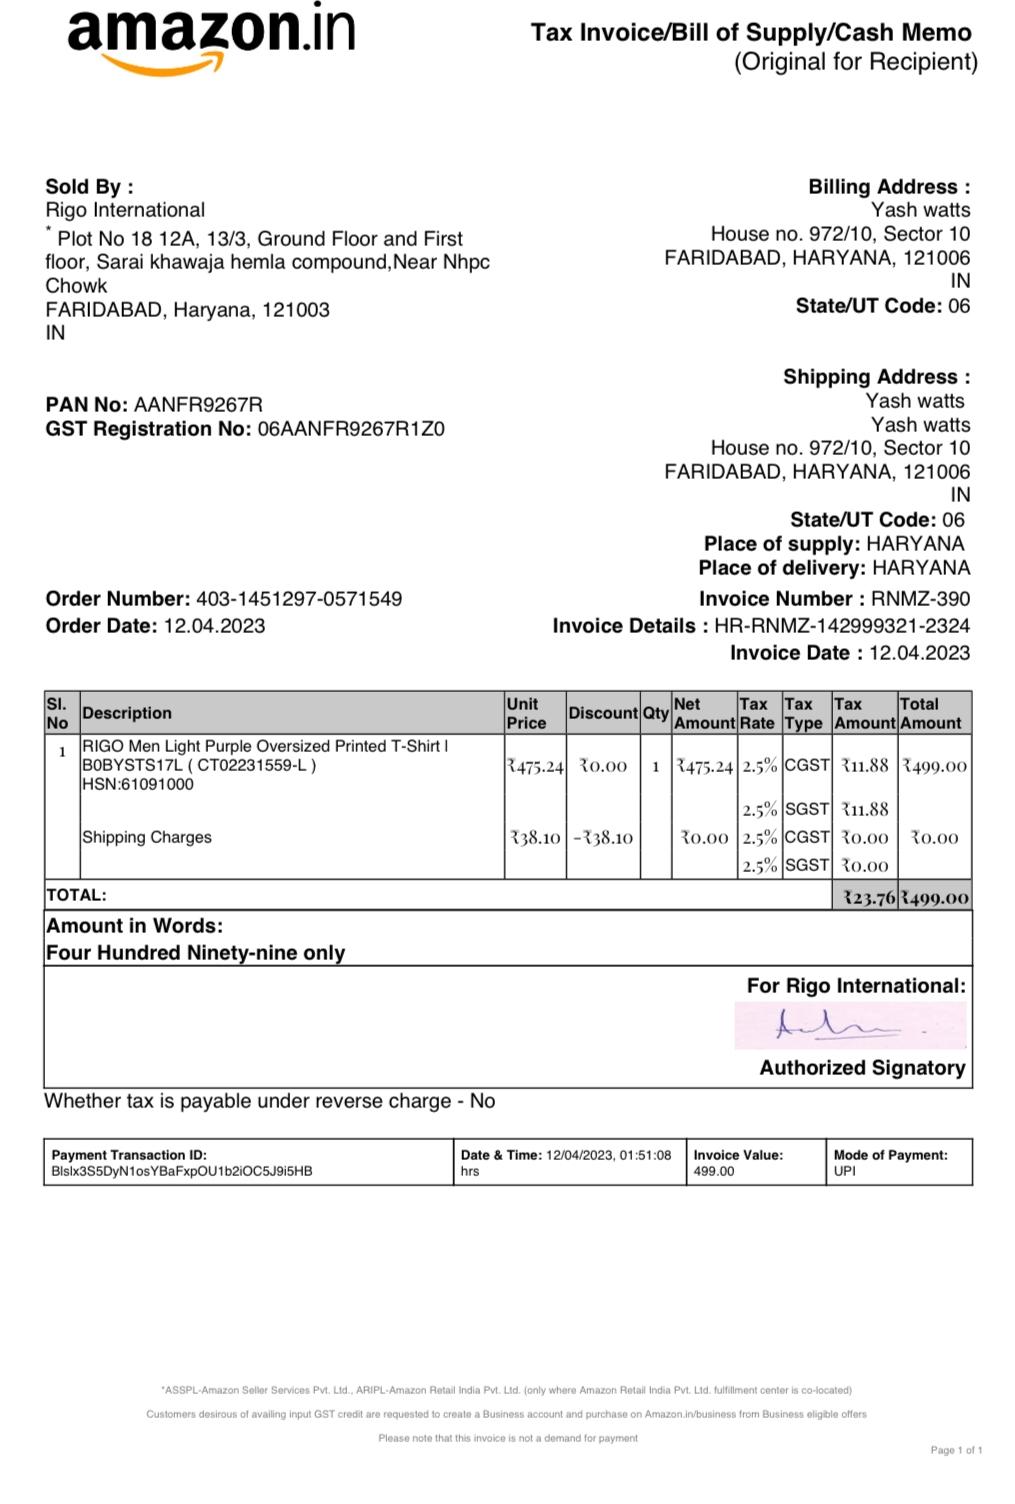 amazon.in
Tax Invoice/Bill of Supply/Cash Memo
(Original for Recipient)
Sold By :
Rigo International
* Plot No 18 12A, 13/3, Ground Floor and First
floor, Sarai khawaja hemla compound,Near Nhpc
Chowk
FARIDABAD, Haryana, 121003
IN
PAN No: AANFR9267R
GST Registration No: 06AANFR9267R1Z0
Billing Address :
Yash watts
House no. 972/10, Sector 10
FARIDABAD, HARYANA, 121006
IN
State/UT Code: 06
Shipping Address :
Yash watts
Yash watts
House no. 972/10, Sector 10
FARIDABAD, HARYANA, 121006
IN
State/UT Code: 06
Place of supply: HARYANA
Place of delivery: HARYANA
Order Number: 403-1451297-0571549
Order Date: 12.04.2023
Invoice Number : RNMZ-390
Invoice Details : HR-RNMZ-142999321-2324
Invoice Date : 12.04.2023
Sl. No Description Unit Price Discount Qty Net Amount Tax Rate Tax Type Tax Amount Total Amount
1 RIGO Men Light Purple Oversized Printed T-Shirt |
B0BYSTS17L ( CT02231559-L ) ₹475.24 ₹0.00 1 ₹475.24 2.5% CGST ₹11.88 ₹499.00
HSN:61091000
2.5% SGST ₹11.88
Shipping Charges ₹38.10 -₹38.10 ₹0.00 2.5% CGST ₹0.00 ₹0.00
2.5% SGST ₹0.00
TOTAL: ₹23.76 ₹499.00
Amount in Words:
Four Hundred Ninety-nine only
For Rigo International:
Authorized Signatory
Whether tax is payable under reverse charge - No
Payment Transaction ID:
BlsIx3S5DyN1osYBaFxpOU1b2iOC5J9i5HB
Date & Time: 12/04/2023, 01:51:08
hrs
Invoice Value:
499.00
Mode of Payment:
UPI
*ASSPL-Amazon Seller Services Pvt. Ltd., ARIPL-Amazon Retail India Pvt. Ltd. (only where Amazon Retail India Pvt. Ltd. fulfillment center is co-located)
Customers desirous of availing input GST credit are requested to create a Business account and purchase on Amazon.in/business from Business eligible offers
Please note that this invoice is not a demand for payment
Page 1 of 1